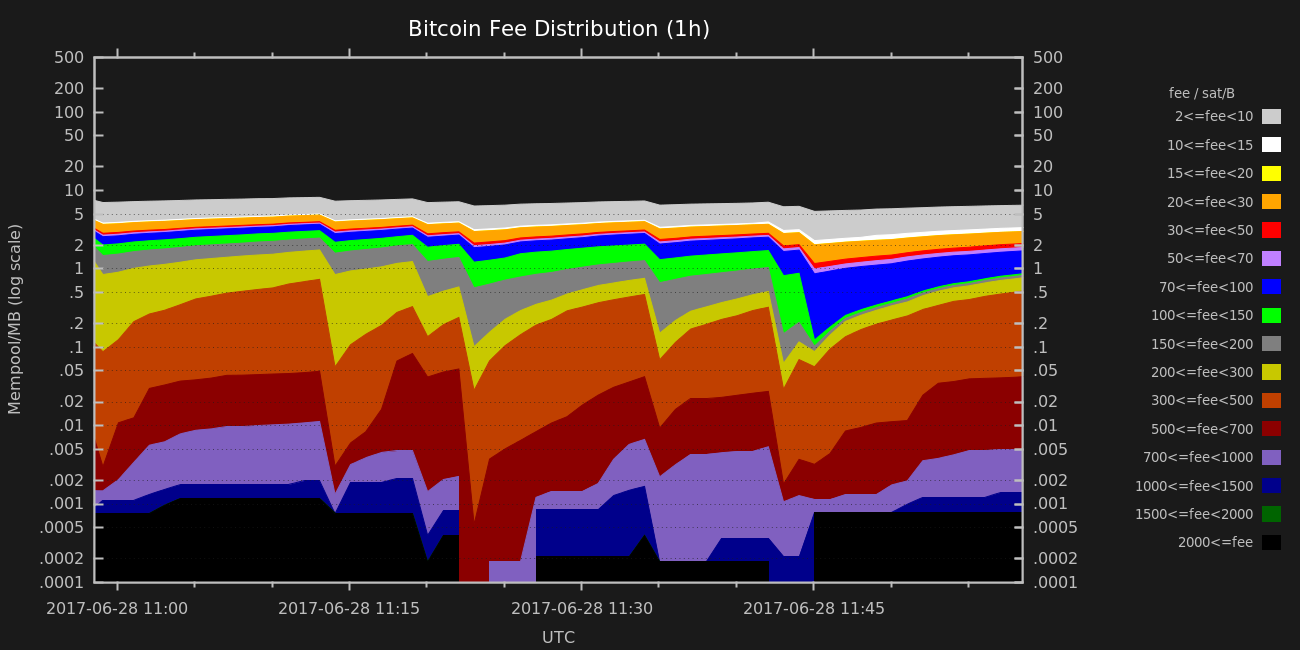 Bitcoin Fee Distribution (1h)
500
200
100
50
20
10
5
2
1
.5
.2
.1
.05
.02
.01
.005
.002
.001
.0005
.0002
.0001
Mempool/MB (log scale)
500
200
100
50
20
10
5
2
1
.5
.2
.1
.05
.02
.01
.005
.002
.001
.0005
.0002
.0001
2017-06-28 11:00
2017-06-28 11:15
2017-06-28 11:30
2017-06-28 11:45
UTC
fee / sat/B
2<=fee<10
10<=fee<15
15<=fee<20
20<=fee<30
30<=fee<50
50<=fee<70
70<=fee<100
100<=fee<150
150<=fee<200
200<=fee<300
300<=fee<500
500<=fee<700
700<=fee<1000
1000<=fee<1500
1500<=fee<2000
2000<=fee